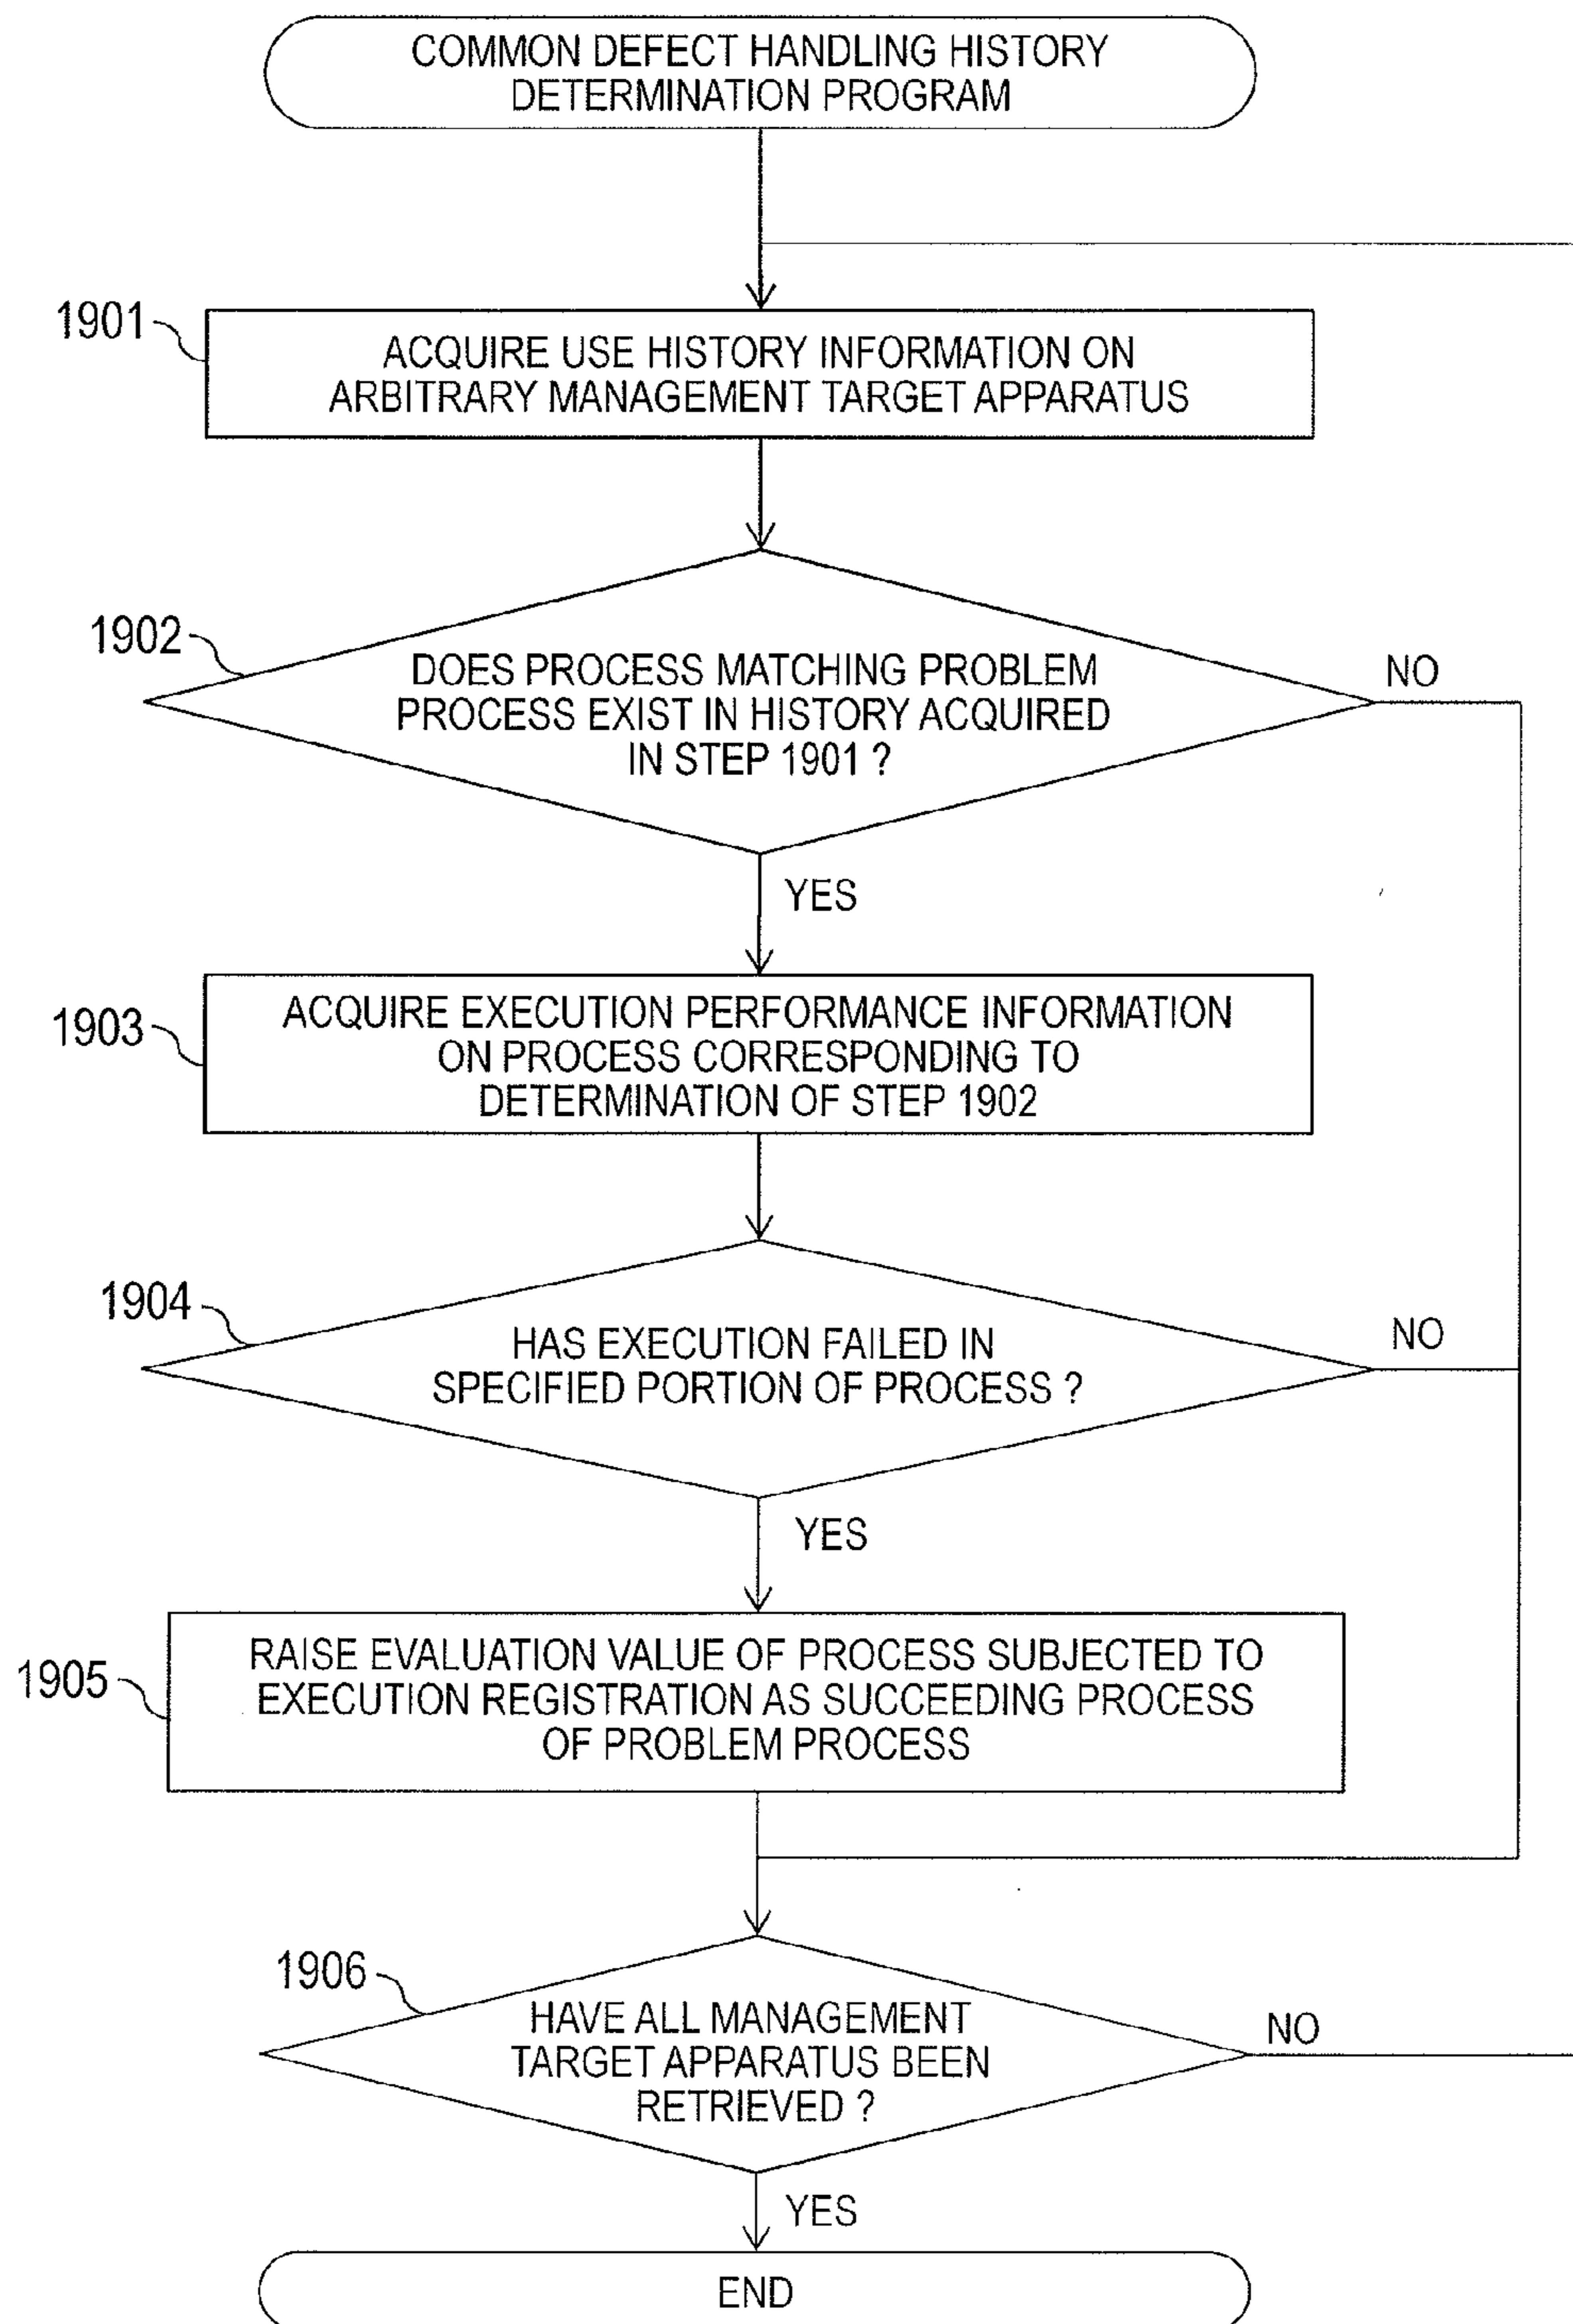 COMMON DEFECT HANDLING HISTORY
DETERMINATION PROGRAM
1901
ACQUIRE USE HISTORY INFORMATION ON
ARBITRARY MANAGEMENT TARGET APPARATUS
1902
DOES PROCESS MATCHING PROBLEM
PROCESS EXIST IN HISTORY ACQUIRED
IN STEP 1901 ?
NO
YES
1903
ACQUIRE EXECUTION PERFORMANCE INFORMATION
ON PROCESS CORRESPONDING TO
DETERMINATION OF STEP 1902
1904
HAS EXECUTION FAILED IN
SPECIFIED PORTION OF PROCESS ?
NO
YES
1905
RAISE EVALUATION VALUE OF PROCESS SUBJECTED TO
EXECUTION REGISTRATION AS SUCCEEDING PROCESS
OF PROBLEM PROCESS
1906
HAVE ALL MANAGEMENT
TARGET APPARATUS BEEN
RETRIEVED ?
NO
YES
END